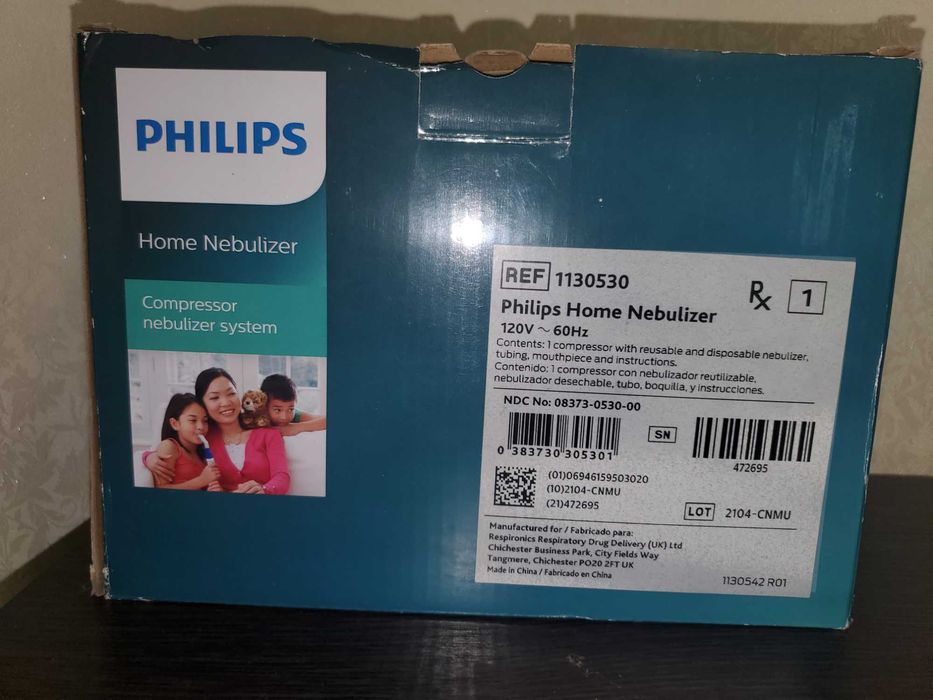 PHILIPS
Home Nebulizer
Compressor
nebulizer system
REF 1130530
Rx 1
Philips Home Nebulizer
120V ~ 60Hz
Contents: 1 compressor with reusable and disposable nebulizer,
tubing, mouthpiece and instructions.
Contenido: 1 compressor con nebulizador reutilizable,
nebulizador desechable, tubo, boquilla, y instrucciones.
NDC No: 08373-0530-00
0 383730 305301
SN
472695
(01)06946159503020
(10)2104-CNMU
(21)472695
LOT 2104-CNMU
Manufactured for / Fabricado para:
Respironics Respiratory Drug Delivery (UK) Ltd
Chichester Business Park, City Fields Way
Tangmere, Chichester PO20 2FT UK
Made in China / Fabricado en China
1130542 R01